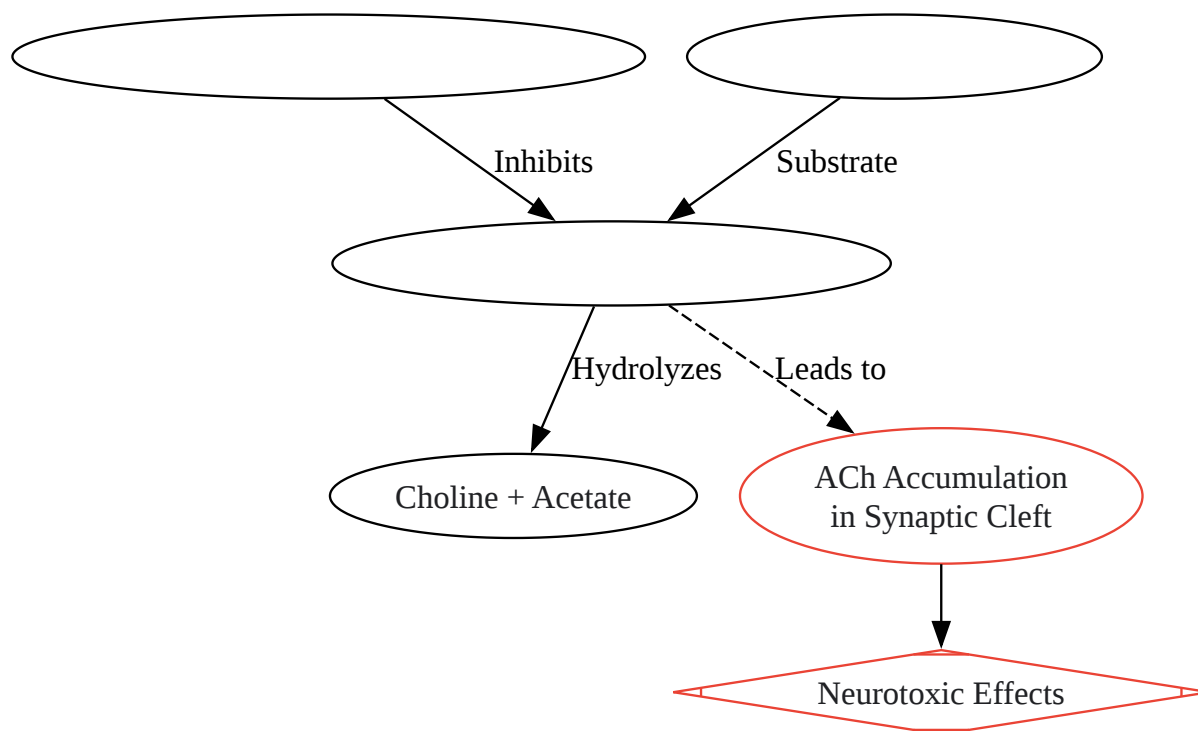 Inhibits
Substrate
Hydrolyzes
Leads to
Choline + Acetate
ACh Accumulation
in Synaptic Cleft
Neurotoxic Effects